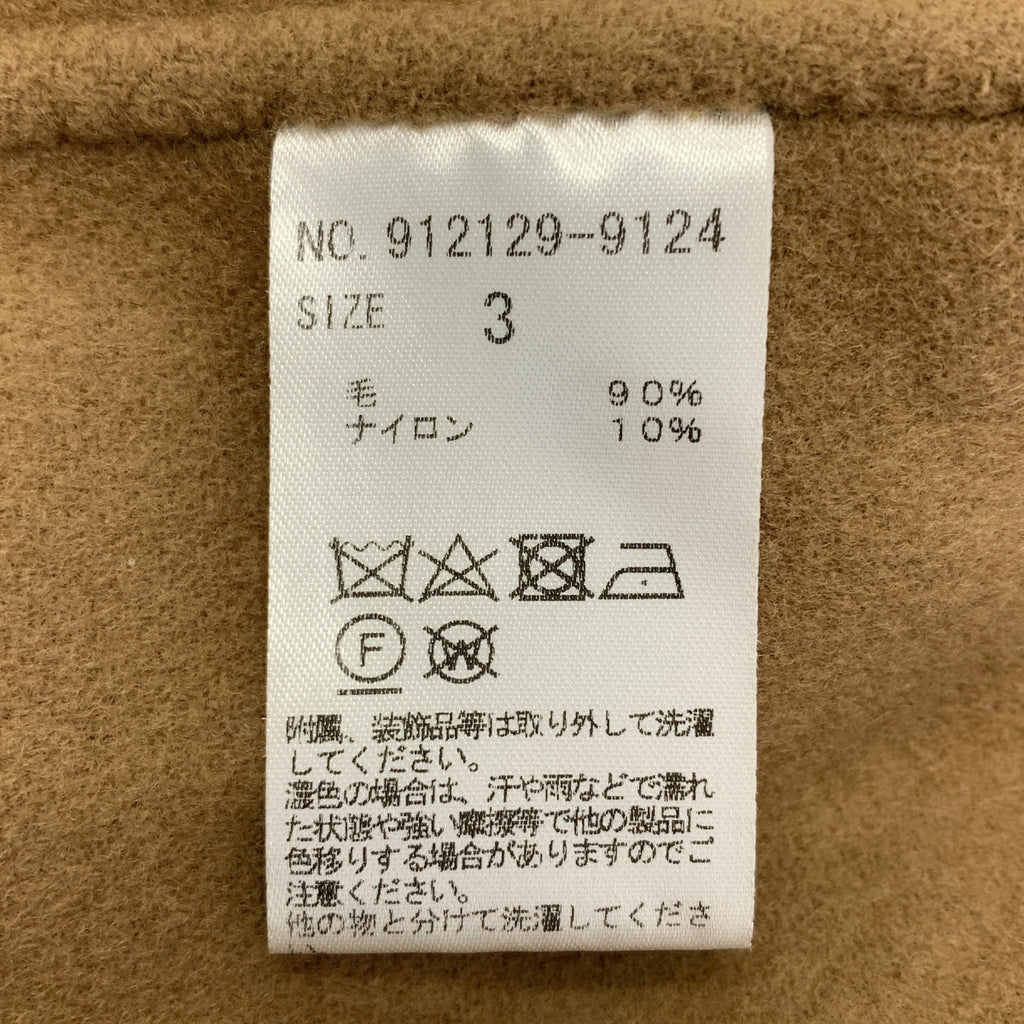 NO. 912129-9124
SIZE 3
毛 90%
ナイロン 10%
F
W
附属、装飾品等は取り外して洗濯
してください。
濃色の場合は、汗や雨などで濡れ
た状態や強い摩擦等で他の製品に
色移りする場合がありますのでご
注意ください。
他の物と分けて洗濯してくださ